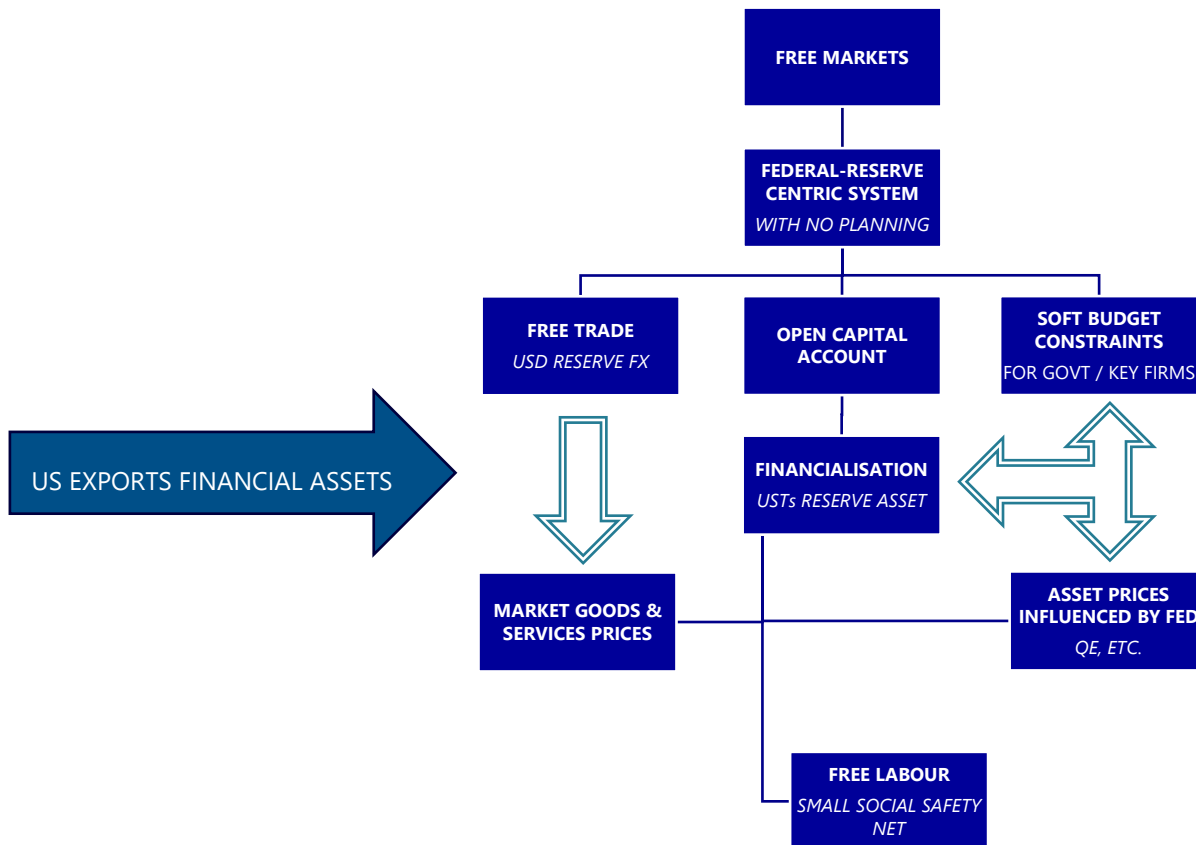 FREE MARKETS
FEDERAL-RESERVE
CENTRIC SYSTEM
WITH NO PLANNING
FREE TRADE
USD RESERVE FX
OPEN CAPITAL
ACCOUNT
SOFT BUDGET
CONSTRAINTS
FOR GOVT / KEY FIRMS
US EXPORTS FINANCIAL ASSETS
FINANCIALISATION
USTs RESERVE ASSET
MARKET GOODS &
SERVICES PRICES
ASSET PRICES
INFLUENCED BY FED
QE, ETC.
FREE LABOUR
SMALL SOCIAL SAFETY
NET